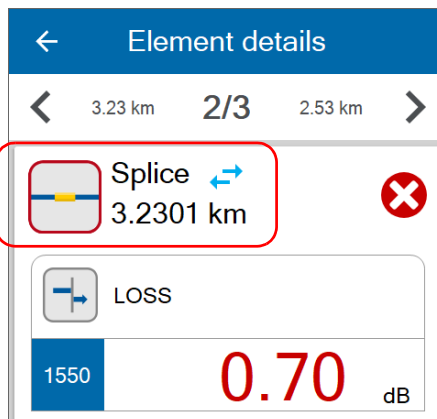 Element details
3.23 km 2/3 2.53 km
Splice
3.2301 km
LOSS
1550 0.70 dB